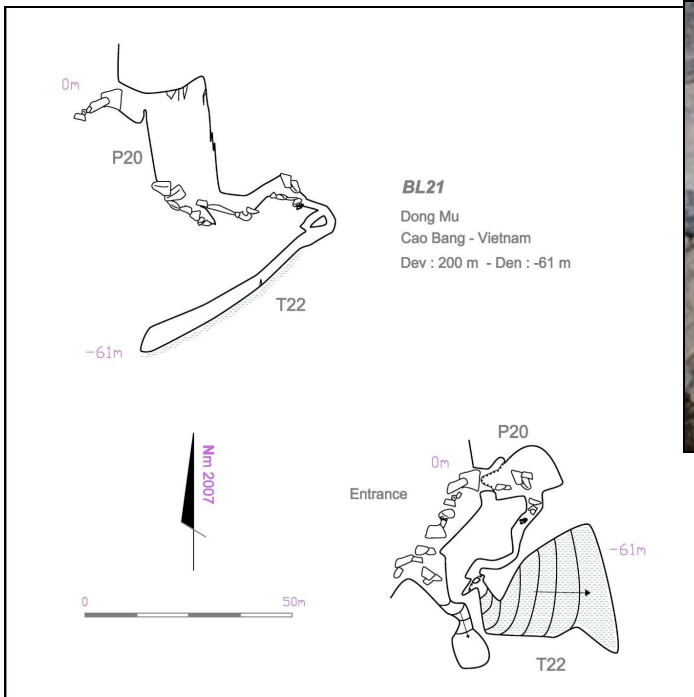 0m
P20
BL21
Dong Mu
Cao Bang - Vietnam
Dev : 200 m - Den : -61 m
T22
-61m
Nm 2007
0 50m
P20
0m
Entrance
-61m
T22